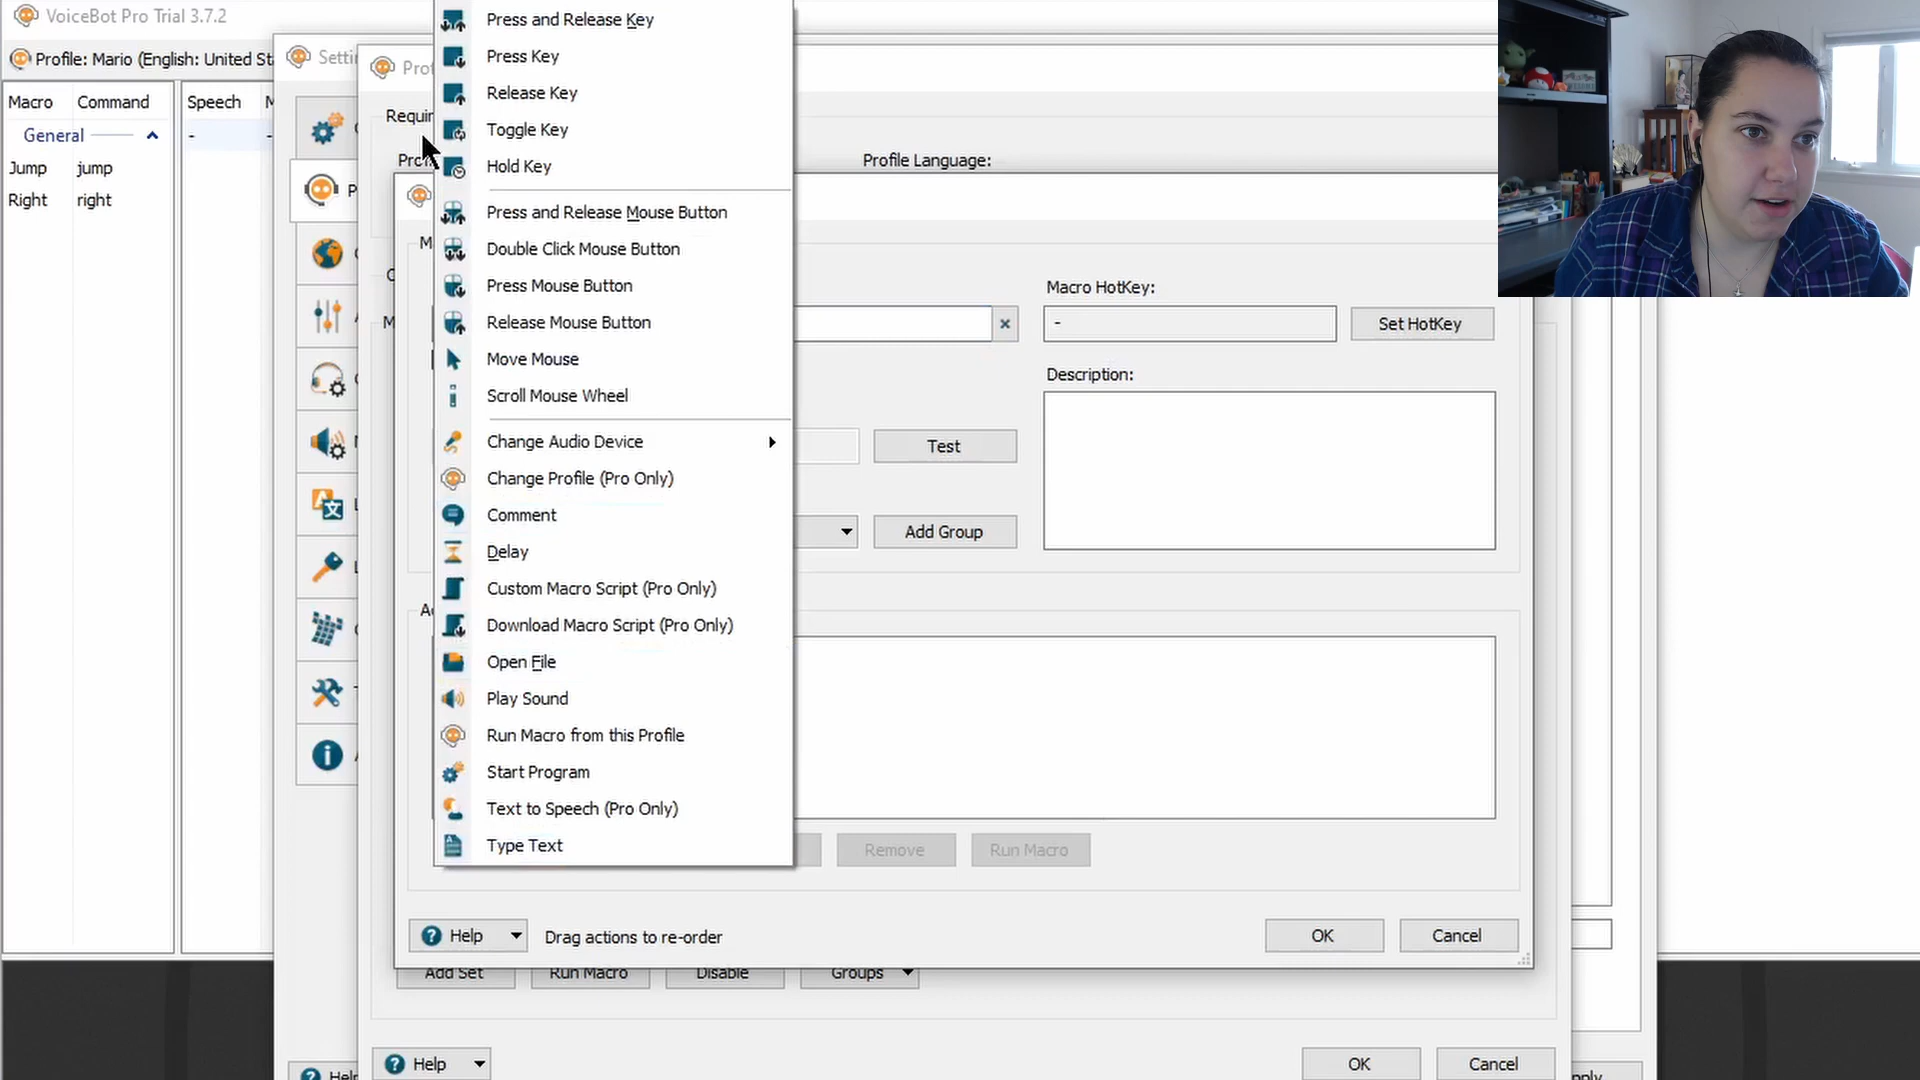 VoiceBot Pro Trial 3.7.2
Profile: Mario (English: United Sta
Macro Command
Speech
General
-
-
Jump jump
Right right
Settin
Requir
Profile Language:
Press and Release Key
Press Key
Release Key
Toggle Key
Hold Key
Press and Release Mouse Button
Double Click Mouse Button
Press Mouse Button
Release Mouse Button
Move Mouse
Scroll Mouse Wheel
Change Audio Device
Change Profile (Pro Only)
Comment
Delay
Custom Macro Script (Pro Only)
Download Macro Script (Pro Only)
Open File
Play Sound
Run Macro from this Profile
Start Program
Text to Speech (Pro Only)
Type Text
Macro HotKey:
-
Set HotKey
Description:
Test
Add Group
Remove
Run Macro
Help
Drag actions to re-order
OK
Cancel
Add Set
Run Macro
Disable
Groups
Help
OK
Cancel
Help